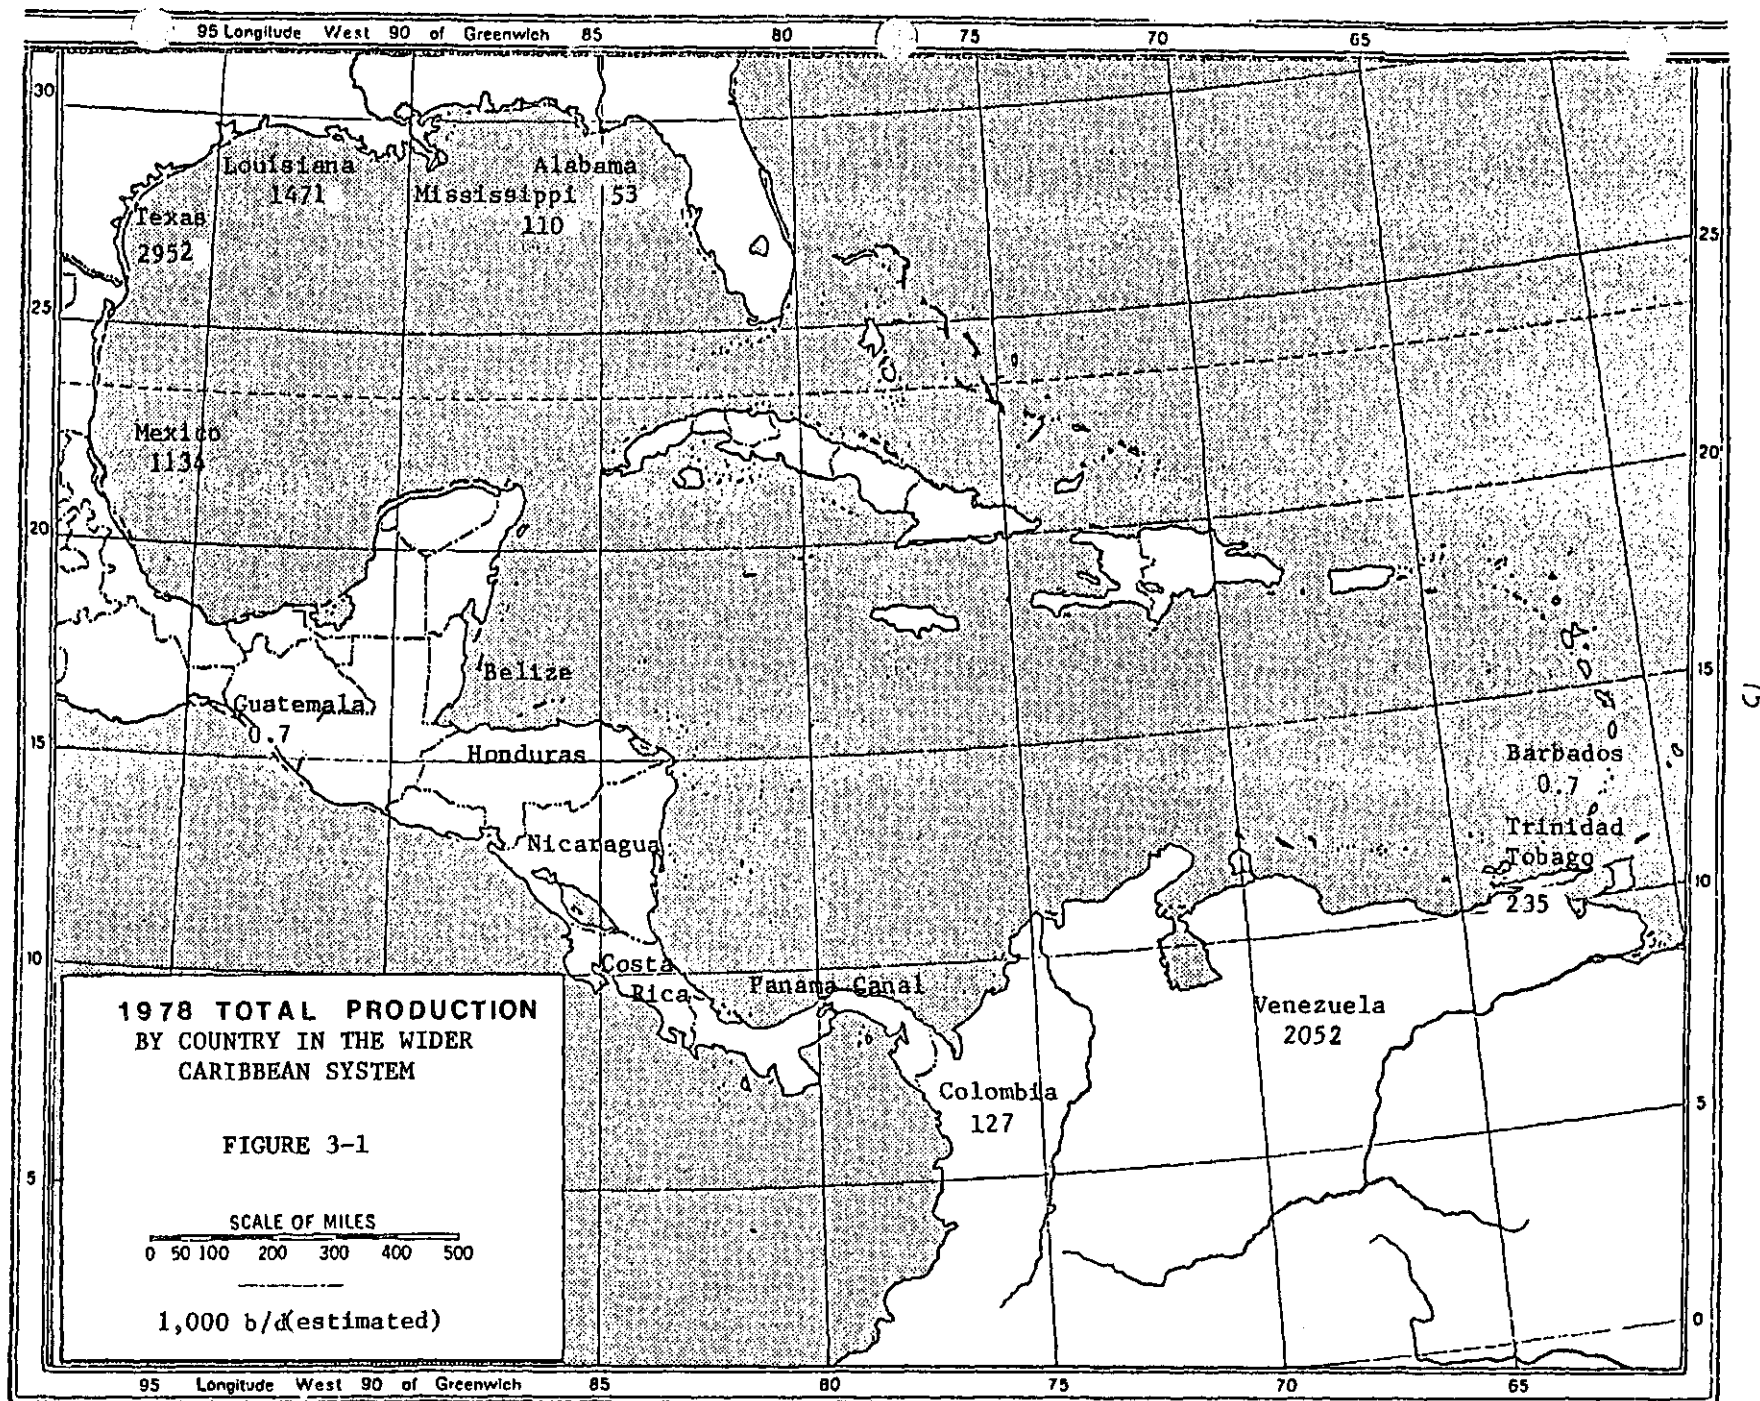 95 Longitude West 90 of Greenwich 85 80 75 70 65
30
Louisiana
1471
Alabama
Mississippi 53
110
Texas
2952
25
25
Mexico
1134
20
20
Belize
15
Guatemala
0.7
15
Honduras
Barbados
0.7
Nicaragua
Trinidad
Tobago
235
10
10
Costa
Rica
Panama Canal
Venezuela
2052
Colombia
127
5
5
0
1978 TOTAL PRODUCTION
BY COUNTRY IN THE WIDER
CARIBBEAN SYSTEM
FIGURE 3-1
SCALE OF MILES
0 50 100 200 300 400 500
1,000 b/d(estimated)
95 Longitude West 90 of Greenwich 85 80 75 70 65